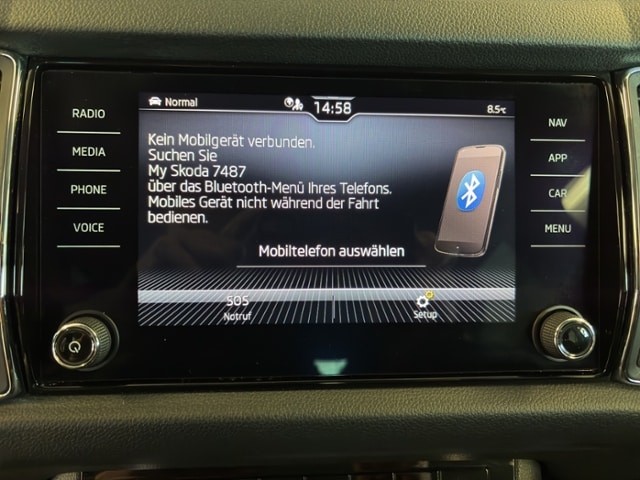 Normal
14:58
8.5°C
RADIO
MEDIA
PHONE
VOICE
Kein Mobilgerät verbunden.
Suchen Sie
My Skoda 7487
über das Bluetooth-Menü Ihres Telefons.
Mobiles Gerät nicht während der Fahrt
bedienen.
Mobiltelefon auswählen
SOS
Notruf
Setup
NAV
APP
CAR
MENU